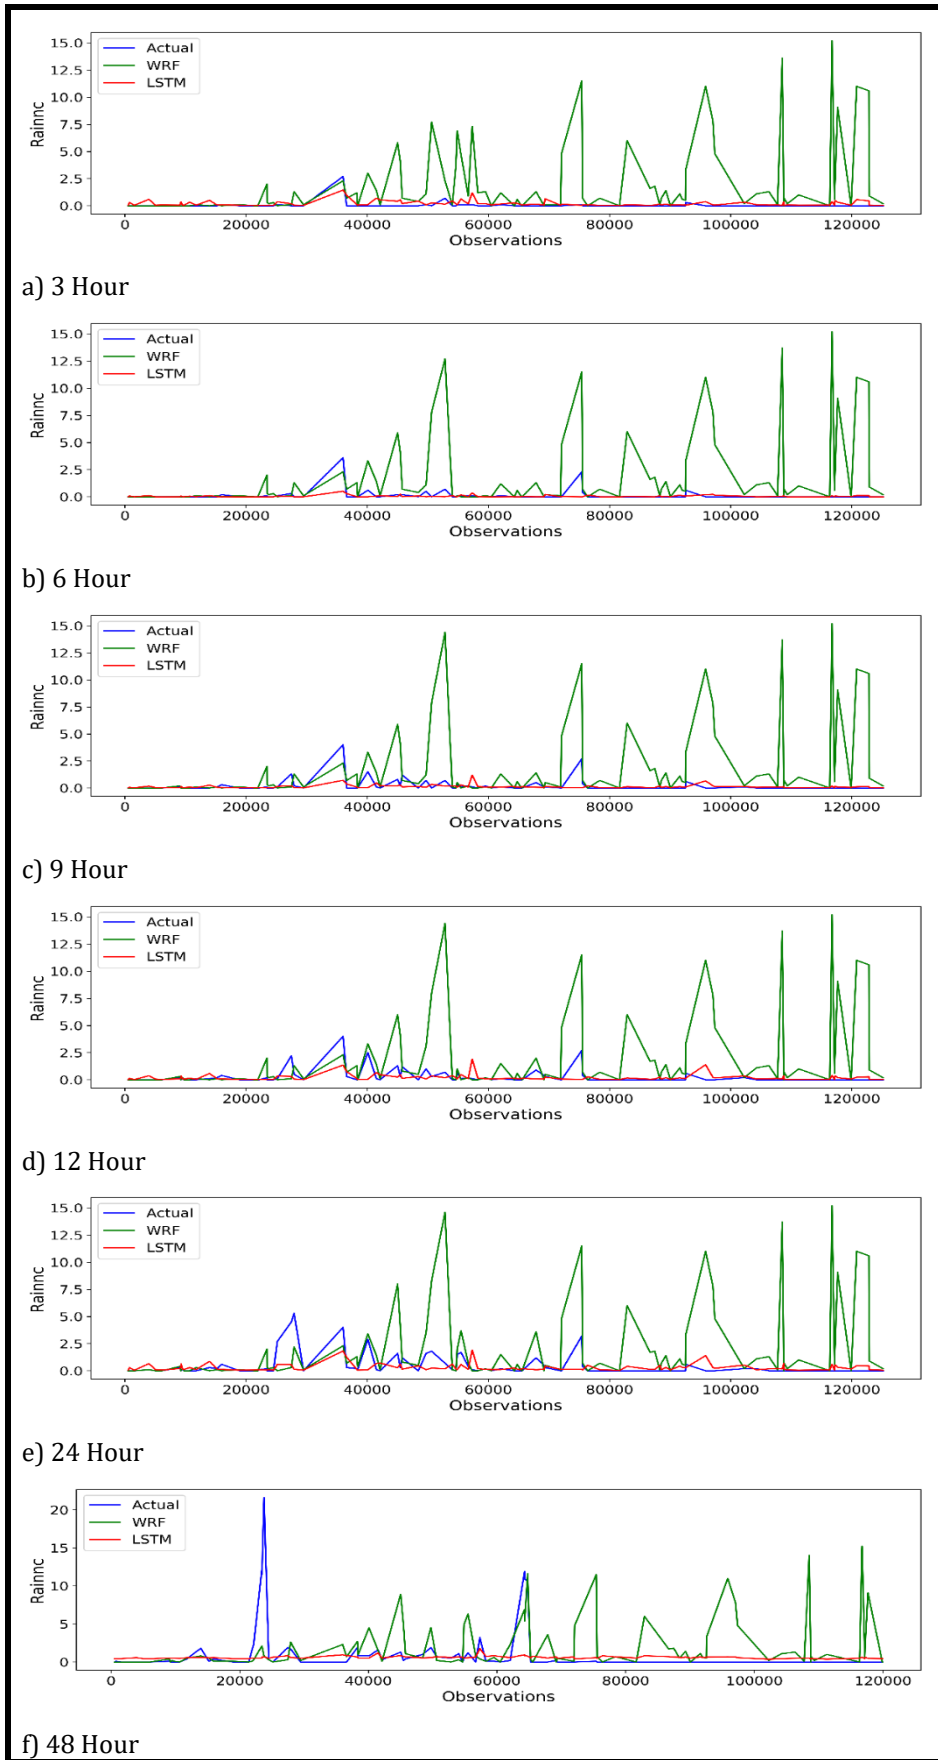 15.0
12.5
10.0
7.5
5.0
2.5
0.0
Rainnc
Actual
WRF
LSTM
0 20000 40000 60000 80000 100000 120000
Observations
a) 3 Hour
15.0
12.5
10.0
7.5
5.0
2.5
0.0
Rainnc
Actual
WRF
LSTM
0 20000 40000 60000 80000 100000 120000
Observations
b) 6 Hour
15.0
12.5
10.0
7.5
5.0
2.5
0.0
Rainnc
Actual
WRF
LSTM
0 20000 40000 60000 80000 100000 120000
Observations
c) 9 Hour
15.0
12.5
10.0
7.5
5.0
2.5
0.0
Rainnc
Actual
WRF
LSTM
0 20000 40000 60000 80000 100000 120000
Observations
d) 12 Hour
15.0
12.5
10.0
7.5
5.0
2.5
0.0
Rainnc
Actual
WRF
LSTM
0 20000 40000 60000 80000 100000 120000
Observations
e) 24 Hour
20
15
10
5
0
Rainnc
Actual
WRF
LSTM
0 20000 40000 60000 80000 100000 120000
Observations
f) 48 Hour